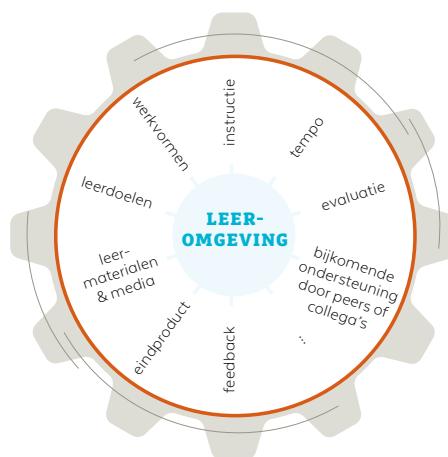 LEER-
OMGEVING
instructie
tempo
evaluatie
bijkomende
ondersteuning
door peers of
collega's
...
feedback
eindproduct
leer-
materialen
& media
leerdoelen
werkvormen